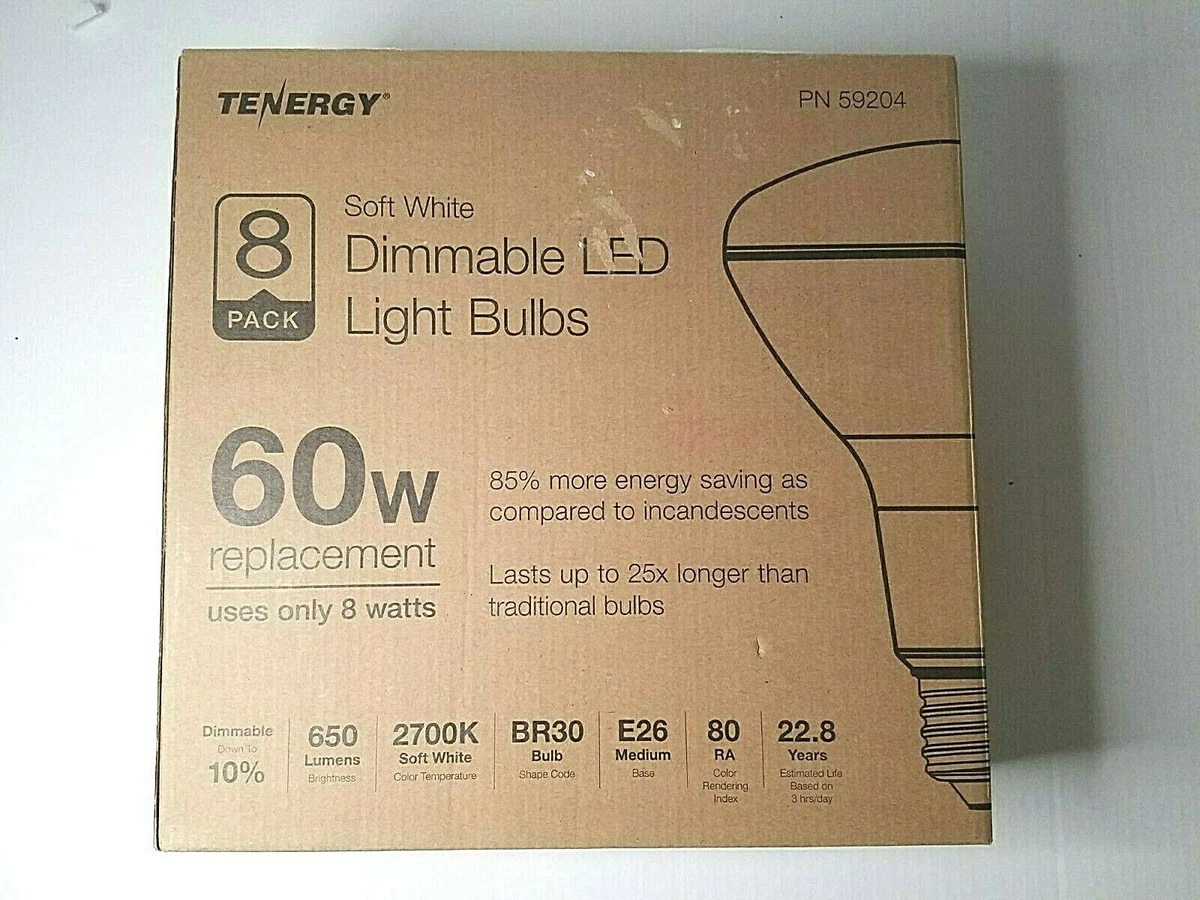 TENERGY®
PN 59204
8
PACK
Soft White
Dimmable LED
Light Bulbs
60w
replacement
uses only 8 watts
85% more energy saving as
compared to incandescents
Lasts up to 25x longer than
traditional bulbs
Dimmable
Down To
10%
650
Lumens
Brightness
2700K
Soft White
Color Temperature
BR30
Bulb
Shape Code
E26
Medium
Base
80
RA
Color
Rendering
Index
22.8
Years
Estimated Life
Based on
3 hrs/day